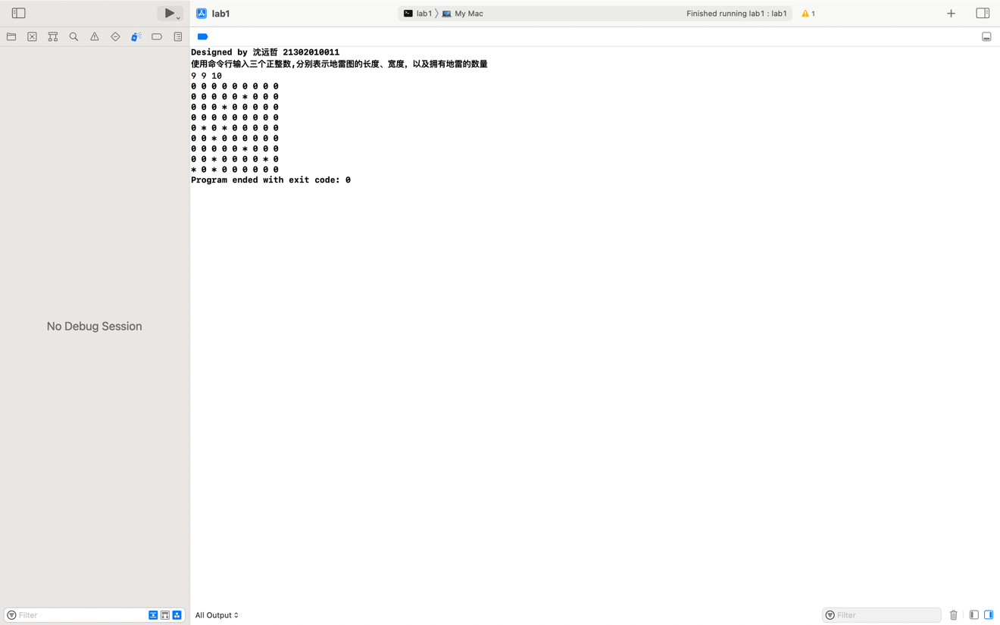 lab1
lab1 〉 My Mac
Finished running lab1 : lab1
1
Designed by 沈远哲 21302010011
使用命令行输入三个正整数,分别表示地雷图的长度、宽度，以及拥有地雷的数量
9 9 10
0 0 0 0 0 0 0 0 0
0 0 0 0 0 * 0 0 0
0 0 0 * 0 0 0 0 0
0 0 0 0 0 0 0 0 0
0 * 0 * 0 0 0 0 0
0 0 * 0 0 0 0 0 0
0 0 0 0 0 * 0 0 0
0 0 * 0 0 0 0 * 0
* 0 * 0 0 0 0 0 0
Program ended with exit code: 0
No Debug Session
Filter
All Output
Filter